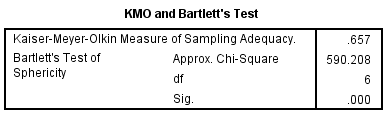 KMO and Bartlett's Test
Kaiser-Meyer-Olkin Measure of Sampling Adequacy. .657
Bartlett's Test of Approx. Chi-Square 590.208
Sphericity df 6
Sig. .000